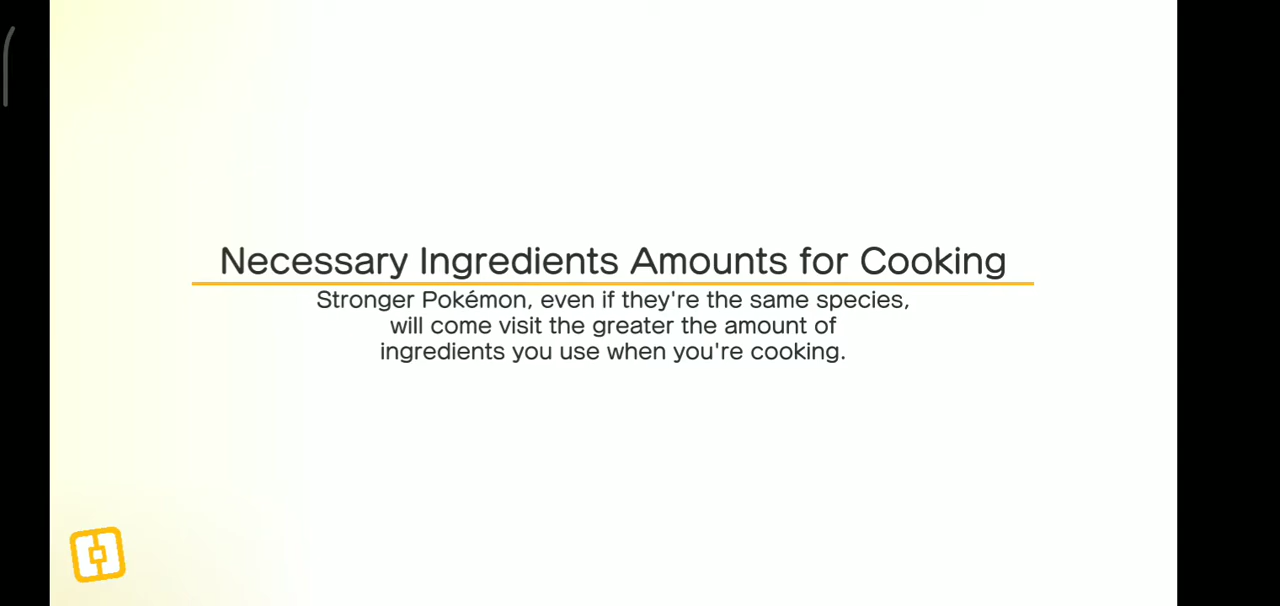 Necessary Ingredients Amounts for Cooking
Stronger Pokémon, even if they're the same species,
will come visit the greater the amount of
ingredients you use when you're cooking.